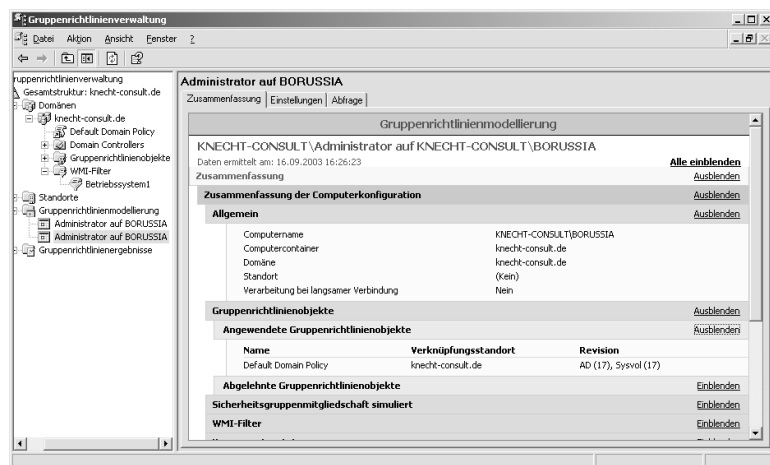 Gruppenrichtlinienverwaltung
Datei Aktion Ansicht Fenster ?
ruppenrichtlinienverwaltung
Gesamtstruktur: knecht-consult.de
Domänen
knecht-consult.de
Default Domain Policy
Domain Controllers
Gruppenrichtlinienobjekte
WMI-Filter
Betriebssystem1
Standorte
Gruppenrichtlinienmodellierung
Administrator auf BORUSSIA
Administrator auf BORUSSIA
Gruppenrichtlinienergebnisse
Administrator auf BORUSSIA
Zusammenfassung Einstellungen Abfrage
Gruppenrichtlinienmodellierung
KNECHT-CONSULT\Administrator auf KNECHT-CONSULT\BORUSSIA
Daten ermittelt am: 16.09.2003 16:26:23 Alle einblenden
Zusammenfassung Ausblenden
Zusammenfassung der Computerkonfiguration Ausblenden
Allgemein Ausblenden
Computername KNECHT-CONSULT\BORUSSIA
Computercontainer knecht-consult.de
Domäne knecht-consult.de
Standort (Kein)
Verarbeitung bei langsamer Verbindung Nein
Gruppenrichtlinienobjekte Ausblenden
Angewendete Gruppenrichtlinienobjekte Ausblenden
Name Verknüpfungsstandort Revision
Default Domain Policy knecht-consult.de AD (17), Sysvol (17)
Abgelehnte Gruppenrichtlinienobjekte Einblenden
Sicherheitsgruppenmitgliedschaft simuliert Einblenden
WMI-Filter Einblenden